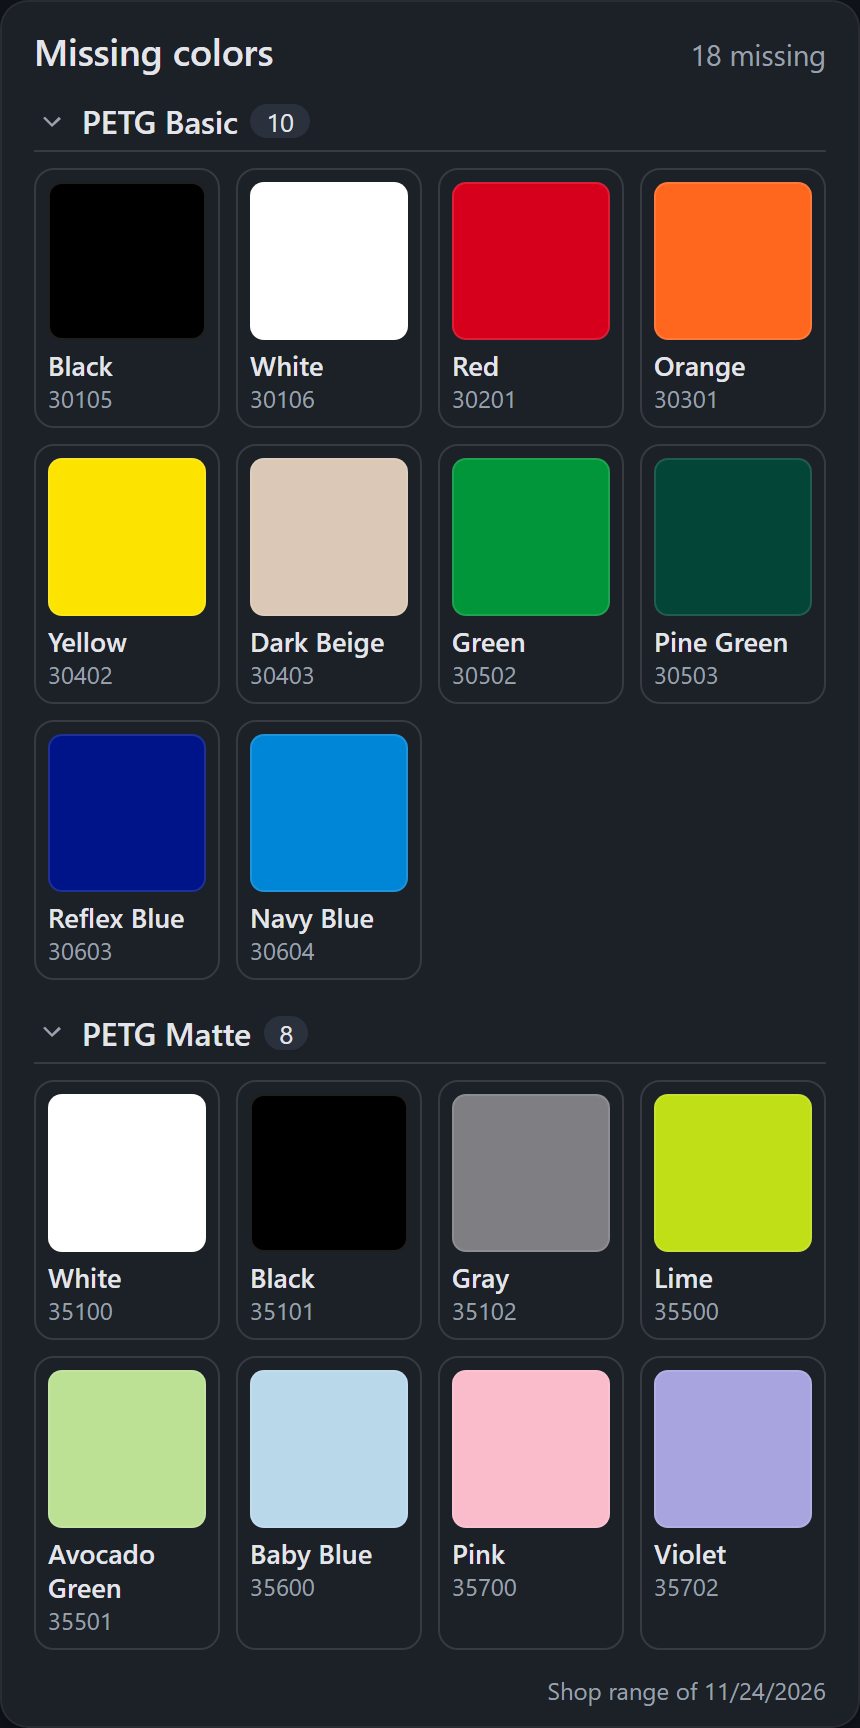 Missing colors
18 missing
PETG Basic 10
Black
30105
White
30106
Red
30201
Orange
30301
Yellow
30402
Dark Beige
30403
Green
30502
Pine Green
30503
Reflex Blue
30603
Navy Blue
30604
PETG Matte 8
White
35100
Black
35101
Gray
35102
Lime
35500
Avocado
Green
35501
Baby Blue
35600
Pink
35700
Violet
35702
Shop range of 11/24/2026